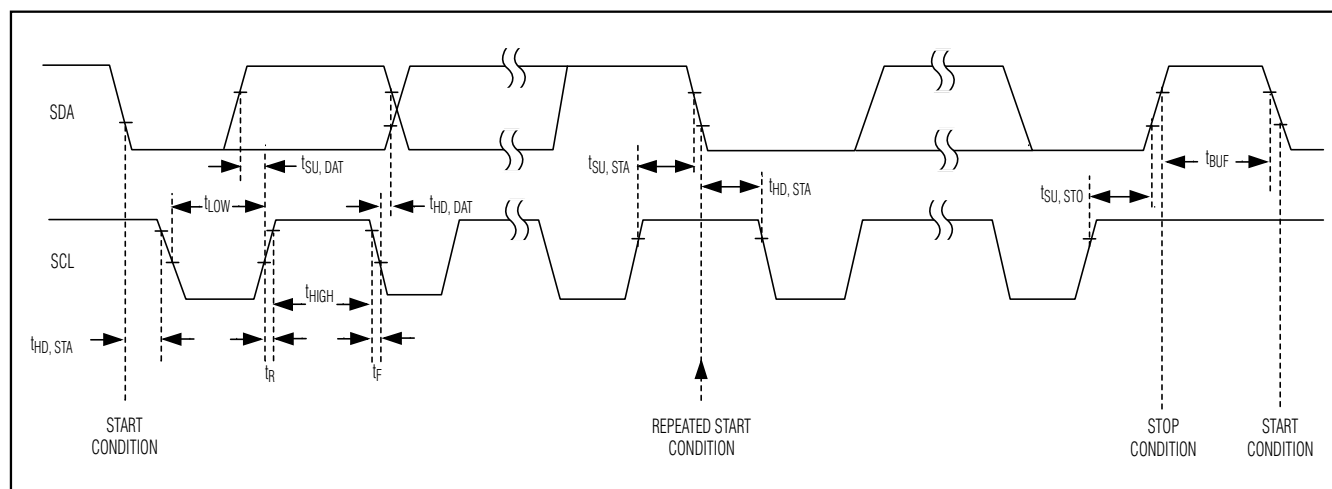 SDA
tSU, DAT
tLOW
tHD, DAT
tSU, STA
tHD, STA
tBUF
tSU, STO
SCL
tHIGH
tHD, STA
tR
tF
START
CONDITION
REPEATED START
CONDITION
STOP
CONDITION
START
CONDITION